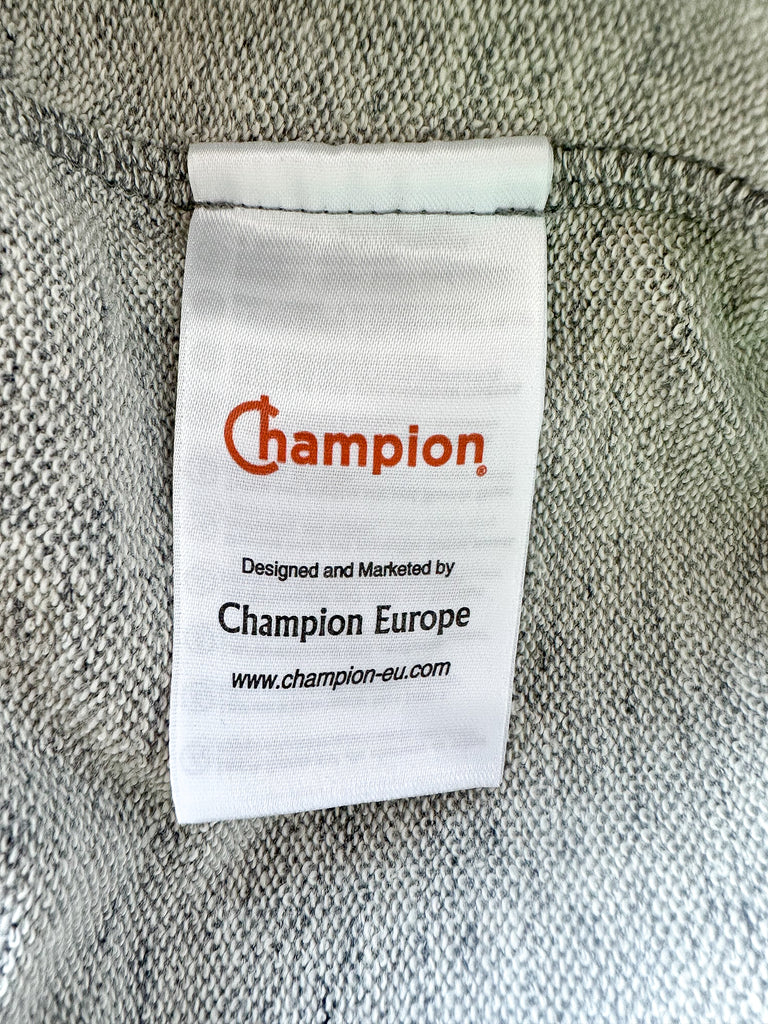 Champion®
Designed and Marketed by
Champion Europe
www.champion-eu.com